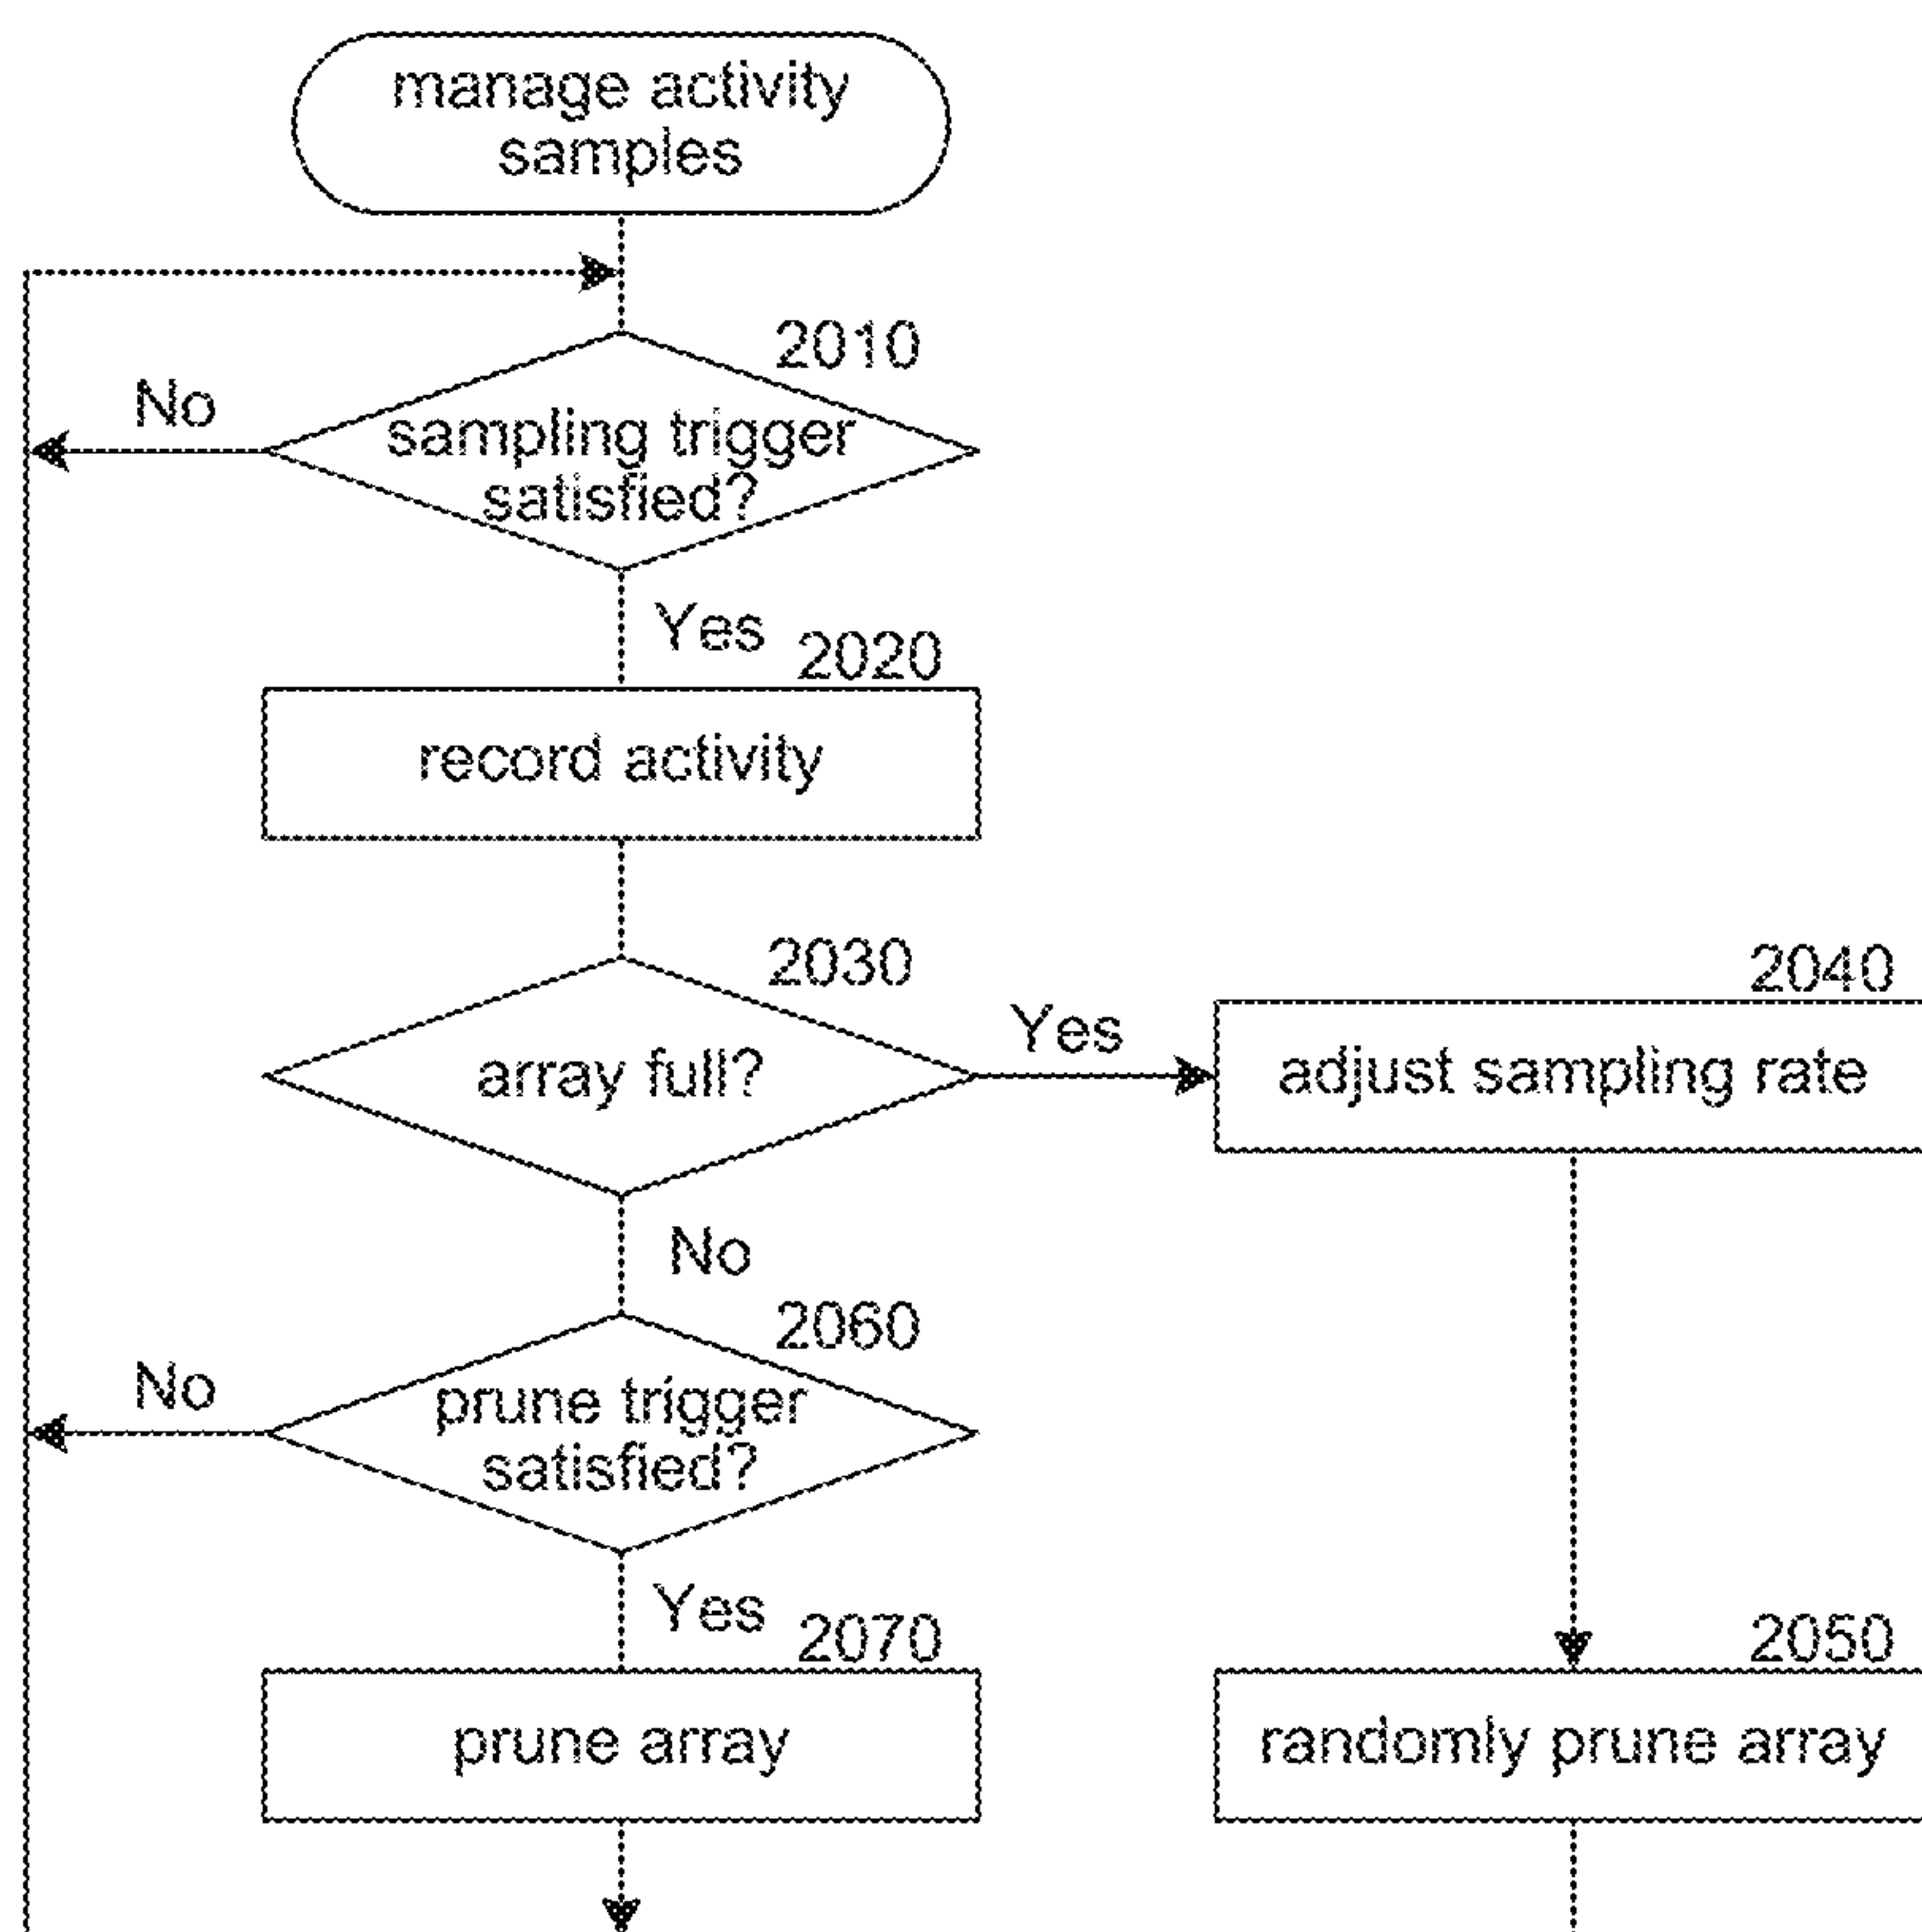 manage activity
samples
2010
No
sampling trigger
satisfied?
Yes
2020
record activity
2030
array full?
Yes
2040
adjust sampling rate
No
2060
No
prune trigger
satisfied?
Yes
2070
prune array
2050
randomly prune array